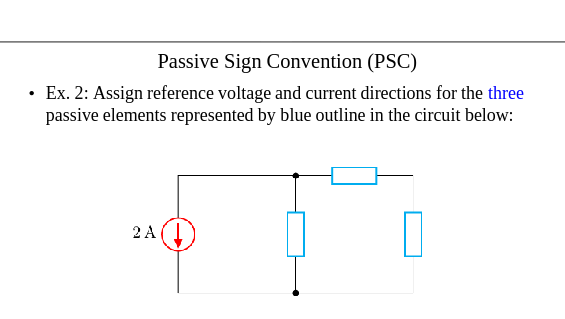 Passive Sign Convention (PSC)
• Ex. 2: Assign reference voltage and current directions for the three
passive elements represented by blue outline in the circuit below:
2 A